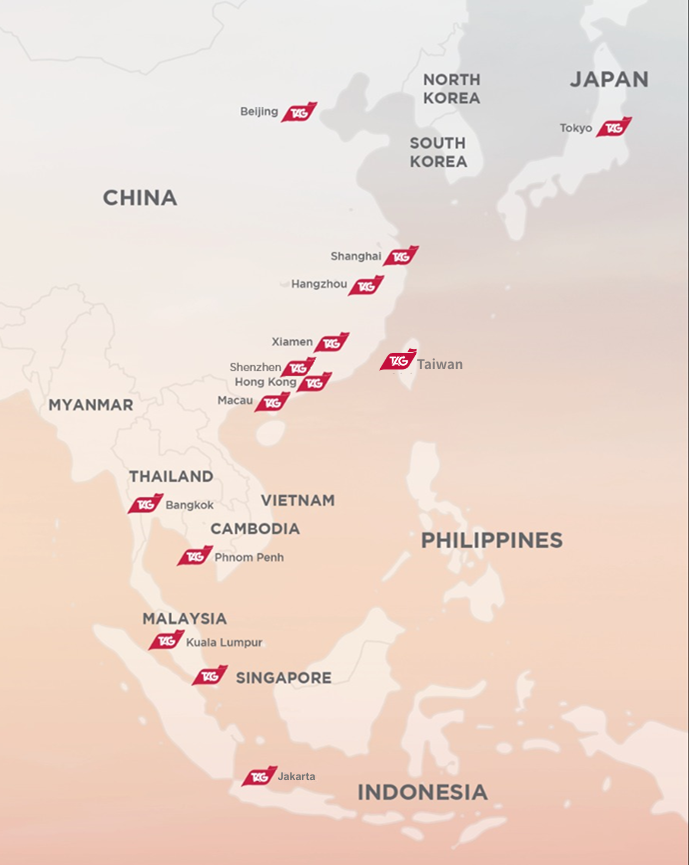 NORTH
KOREA
JAPAN
Beijing TAG
Tokyo TAG
SOUTH
KOREA
CHINA
Shanghai TAG
Hangzhou TAG
Xiamen TAG
TAG Taiwan
Shenzhen TAG
Hong Kong TAG
Macau TAG
MYANMAR
THAILAND
TAG Bangkok
VIETNAM
CAMBODIA
PHILIPPINES
TAG Phnom Penh
MALAYSIA
TAG Kuala Lumpur
TAG SINGAPORE
TAG Jakarta
INDONESIA